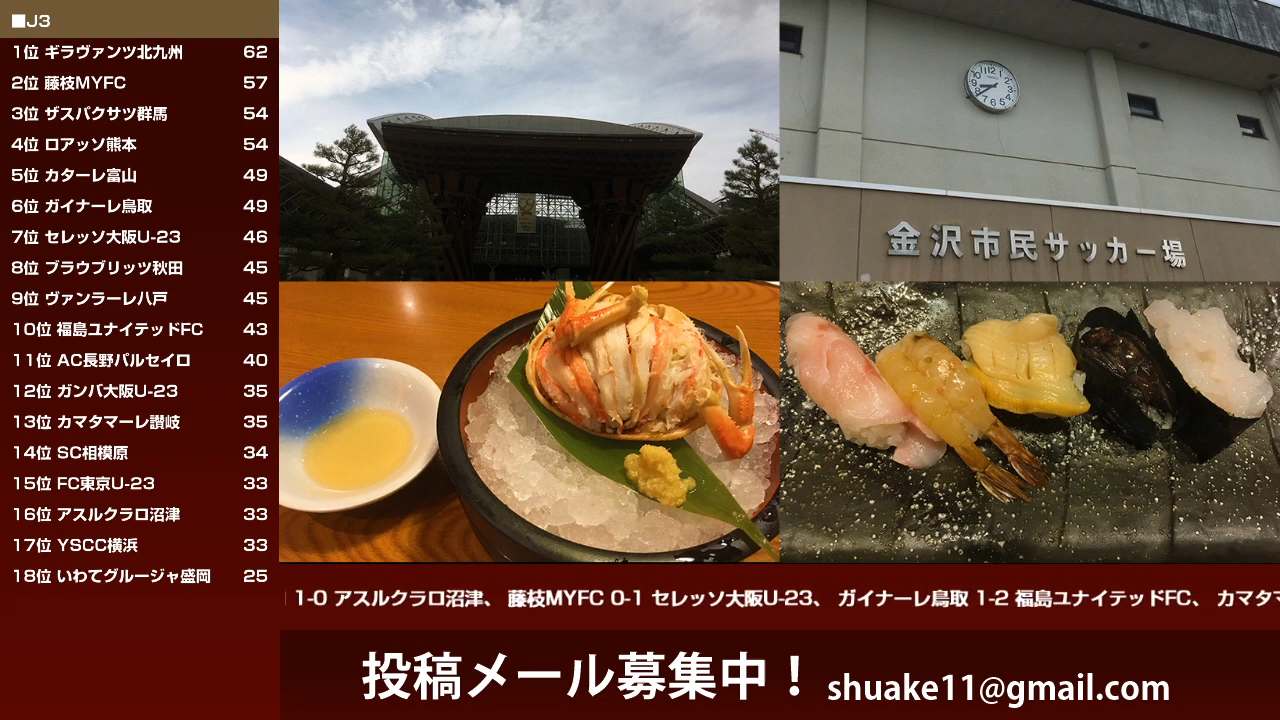 ■J3
1位 ギラヴァンツ北九州 62
2位 藤枝MYFC 57
3位 ザスパクサツ群馬 54
4位 ロアッソ熊本 54
5位 カターレ富山 49
6位 ガイナーレ鳥取 49
7位 セレッソ大阪U-23 46
8位 ブラウブリッツ秋田 45
9位 ヴァンラーレ八戸 45
10位 福島ユナイテッドFC 43
11位 AC長野パルセイロ 40
12位 ガンバ大阪U-23 35
13位 カマタマーレ讃岐 35
14位 SC相模原 34
15位 FC東京U-23 33
16位 アスルクラロ沼津 33
17位 YSCC横浜 33
18位 いわてグルージャ盛岡 25
金沢市民サッカー場
1-0 アスルクラロ沼津、 藤枝MYFC 0-1 セレッソ大阪U-23、 ガイナーレ鳥取 1-2 福島ユナイテッドFC、 カマタマ
投稿メール募集中！ shuake11@gmail.com